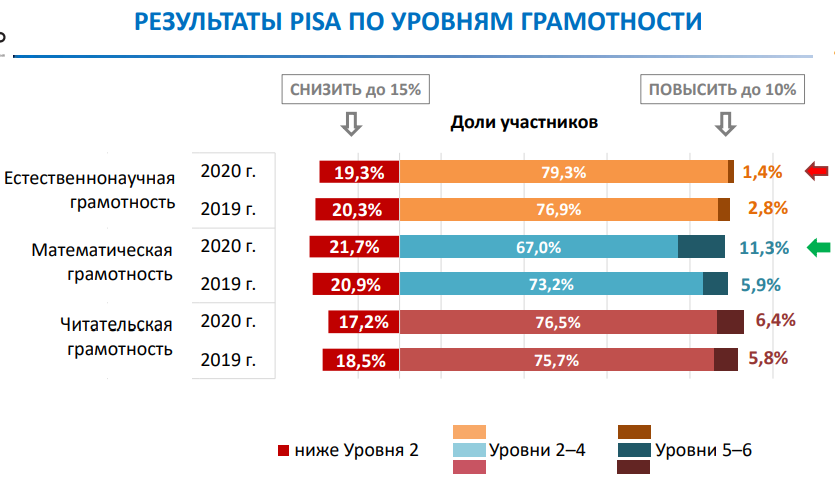 РЕЗУЛЬТАТЫ PISA ПО УРОВНЯМ ГРАМОТНОСТИ
СНИЗИТЬ до 15%
ПОВЫСИТЬ до 10%
Доли участников
Естественнонаучная
грамотность
2020 г.
19,3%
79,3%
1,4%
2019 г.
20,3%
76,9%
2,8%
Математическая
грамотность
2020 г.
21,7%
67,0%
11,3%
2019 г.
20,9%
73,2%
5,9%
Читательская
грамотность
2020 г.
17,2%
76,5%
6,4%
2019 г.
18,5%
75,7%
5,8%
ниже Уровня 2
Уровни 2–4
Уровни 5–6